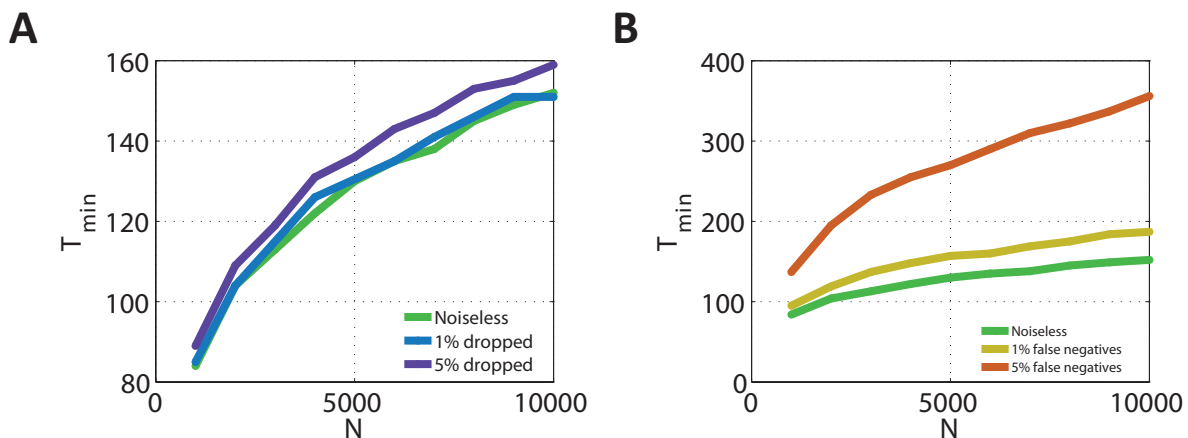 A
160
140
120
100
80
0
5000
10000
T min
N
Noiseless
1% dropped
5% dropped
B
400
300
200
100
0
0
5000
10000
T min
N
Noiseless
1% false negatives
5% false negatives